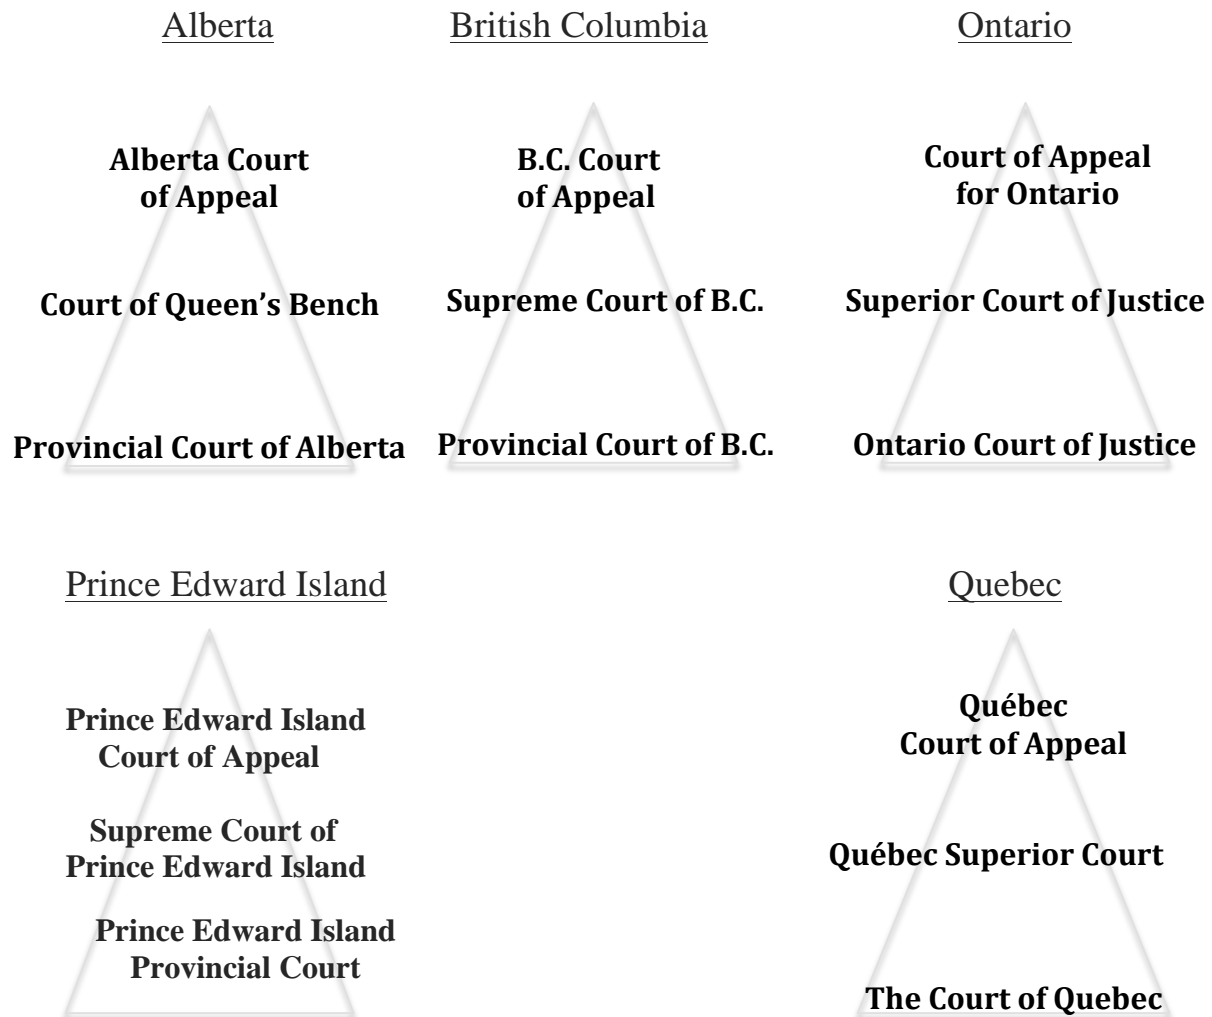 Alberta
British Columbia
Ontario
Alberta Court
of Appeal
B.C. Court
of Appeal
Court of Appeal
for Ontario
Court of Queen’s Bench
Supreme Court of B.C.
Superior Court of Justice
Provincial Court of Alberta
Provincial Court of B.C.
Ontario Court of Justice
Prince Edward Island
Quebec
Prince Edward Island
Court of Appeal
Québec
Court of Appeal
Supreme Court of
Prince Edward Island
Québec Superior Court
Prince Edward Island
Provincial Court
The Court of Quebec